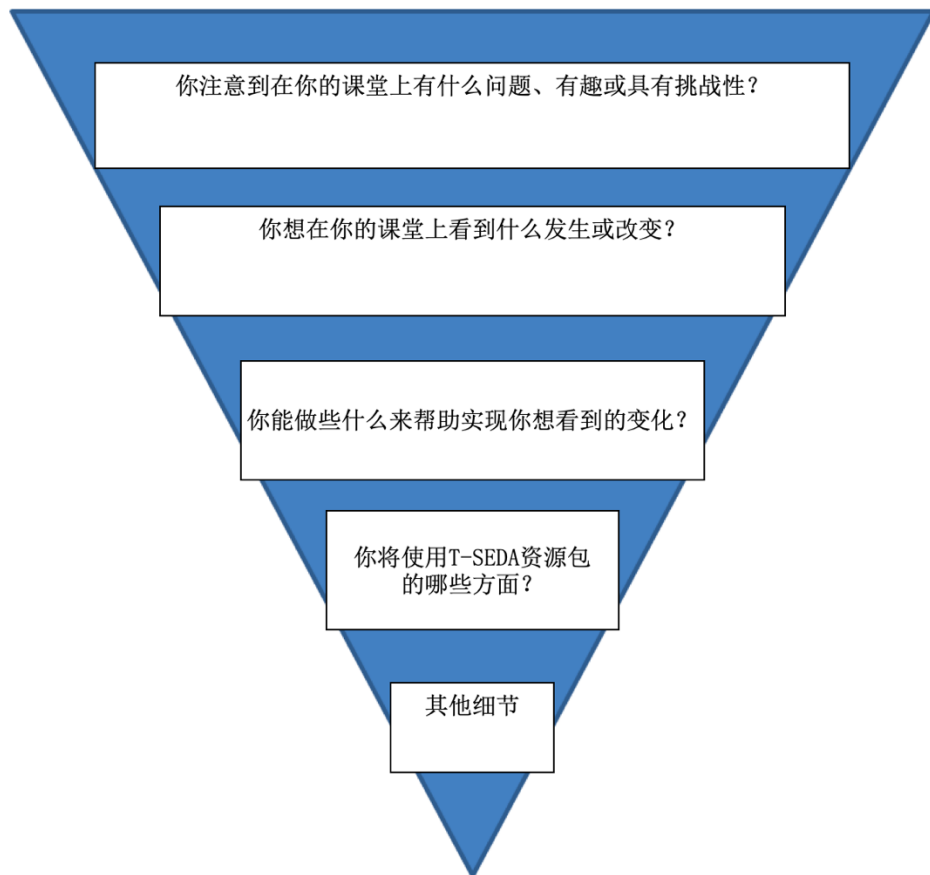 你注意到在你的课堂上有什么问题、有趣或具有挑战性？
你想在你的课堂上看到什么发生或改变？
你能做些什么来帮助实现你想看到的变化？
你将使用T-SEDA资源包
的哪些方面？
其他细节